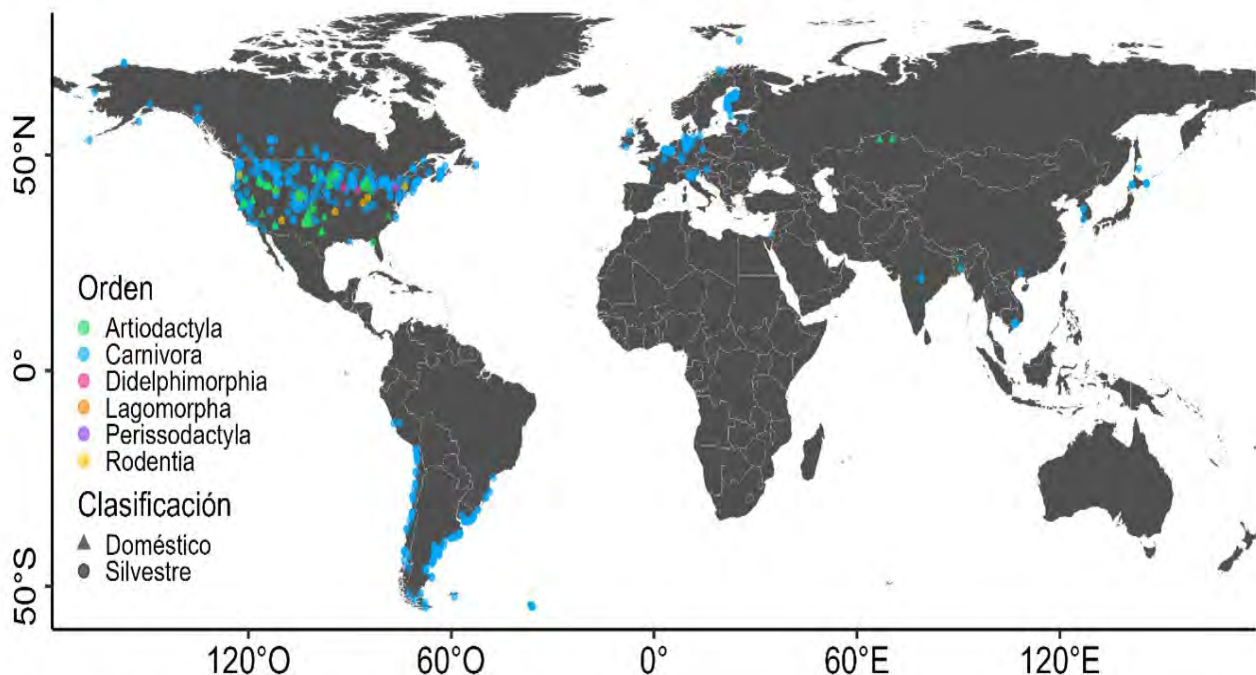 50°N
0°
50°S
Orden
Artiodactyla
Carnivora
Didelphimorphia
Lagomorpha
Perissodactyla
Rodentia
Clasificación
Doméstico
Silvestre
120°O
60°O
0°
60°E
120°E